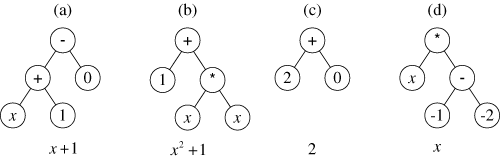 (a) (b) (c) (d)
- + + *
+ 0 1 * 2 0 x -
x 1 x x -1 -2
x + 1 x² + 1 2 x